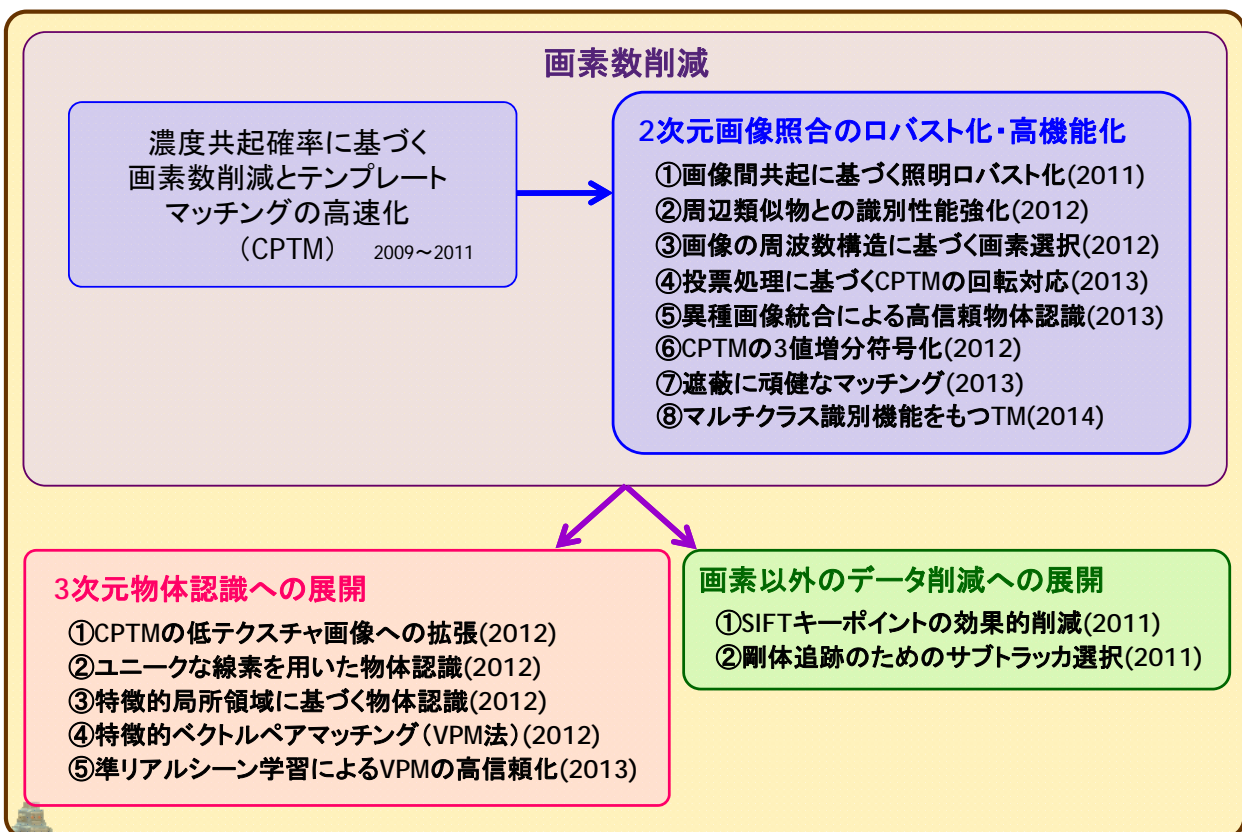 画素数削減
濃度共起確率に基づく
画素数削減とテンプレート
マッチングの高速化
(CPTM) 2009~2011
2次元画像照合のロバスト化・高機能化
①画像間共起に基づく照明ロバスト化(2011)
②周辺類似物との識別性能強化(2012)
③画像の周波数構造に基づく画素選択(2012)
④投票処理に基づくCPTMの回転対応(2013)
⑤異種画像統合による高信頼物体認識(2013)
⑥CPTMの3値増分符号化(2012)
⑦遮蔽に頑健なマッチング(2013)
⑧マルチクラス識別機能をもつTM(2014)
3次元物体認識への展開
①CPTMの低テクスチャ画像への拡張(2012)
②ユニークな線素を用いた物体認識(2012)
③特徴的局所領域に基づく物体認識(2012)
④特徴的ベクトルペアマッチング(VPM法)(2012)
⑤準リアルシーン学習によるVPMの高信頼化(2013)
画素以外のデータ削減への展開
①SIFTキーポイントの効果的削減(2011)
②剛体追跡のためのサブトラッカ選択(2011)